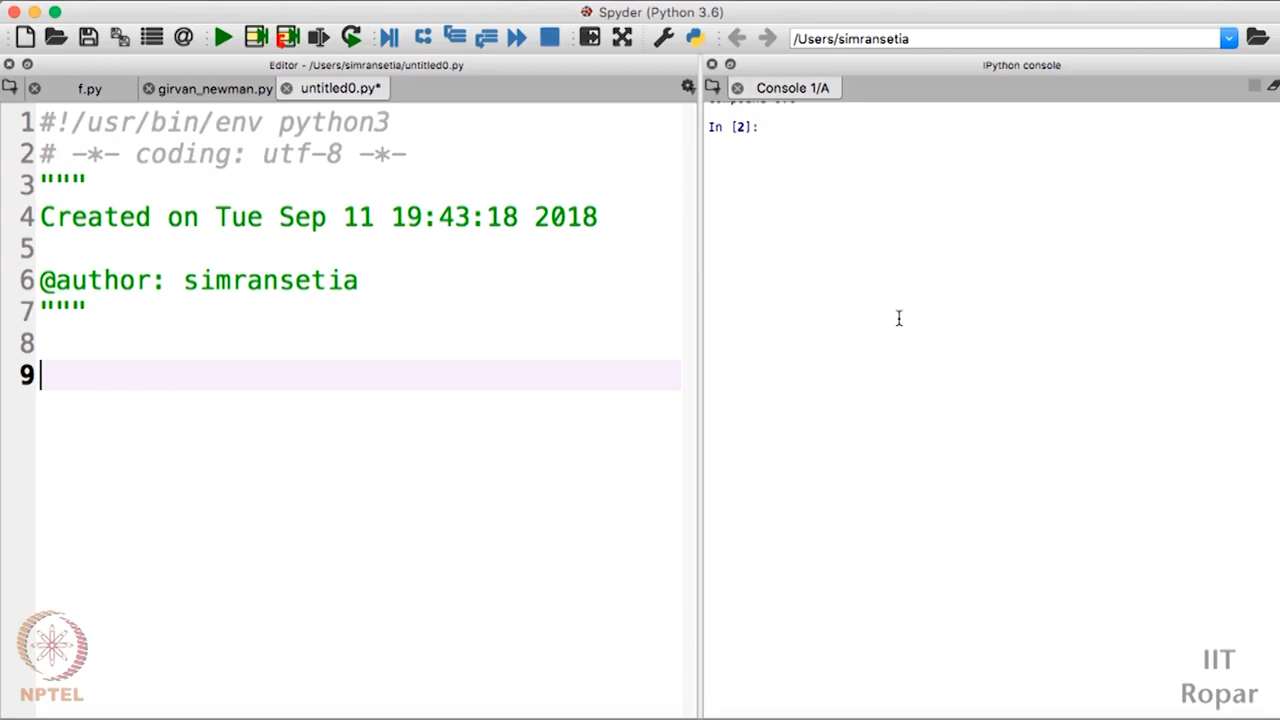 Spyder (Python 3.6)
/Users/simransetia
Editor - /Users/simransetia/untitled0.py
IPython console
f.py
girvan_newman.py
untitled0.py*
Console 1/A
1 #!/usr/bin/env python3
2 # -*- coding: utf-8 -*-
3 """
4 Created on Tue Sep 11 19:43:18 2018
5
6 @author: simransetia
7 """
8
9
In [2]:
NPTEL
IIT
Ropar